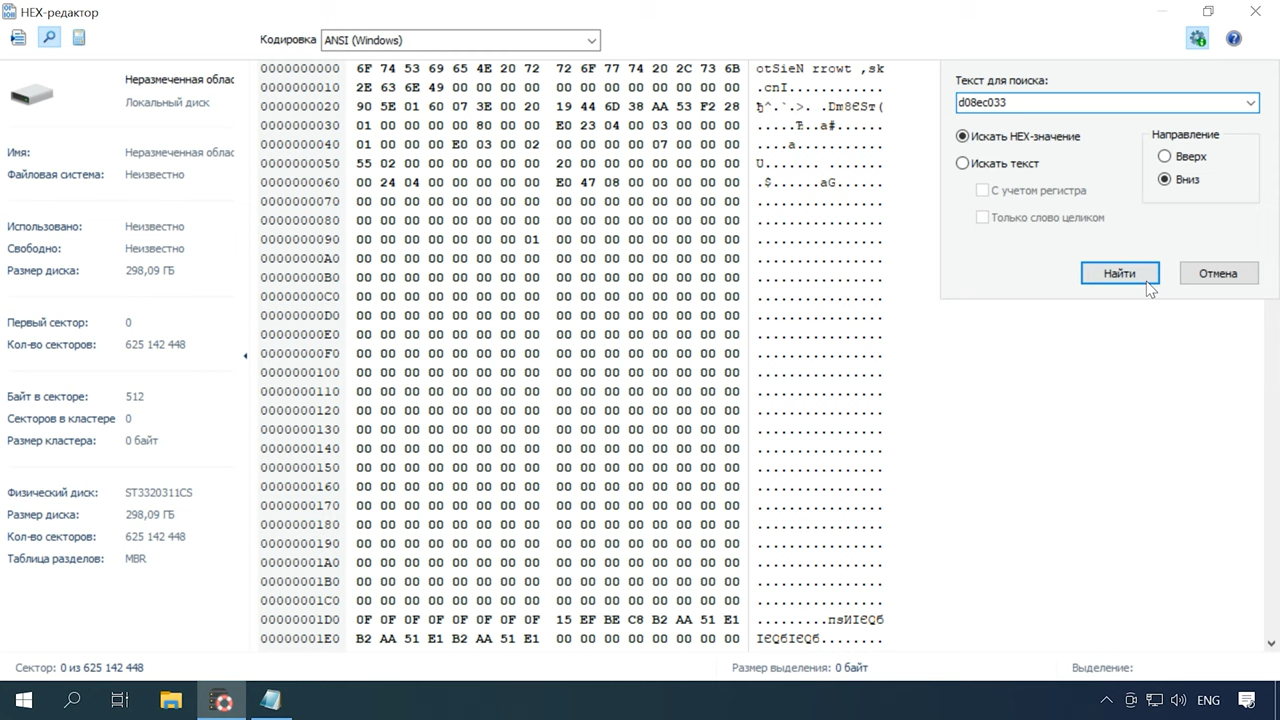 HEX-редактор
Кодировка ANSI (Windows)
Неразмеченная облас
Локальный диск
Имя: Неразмеченная облас
Файловая система: Неизвестно
Использовано: Неизвестно
Свободно: Неизвестно
Размер диска: 298,09 ГБ
Первый сектор: 0
Кол-во секторов: 625 142 448
Байт в секторе: 512
Секторов в кластере 0
Размер кластера: 0 байт
Физический диск: ST3320311CS
Размер диска: 298,09 ГБ
Кол-во секторов: 625 142 448
Таблица разделов: MBR
0000000000 6F 74 53 69 65 4E 20 72 72 6F 77 74 20 2C 73 6B otSieN rrowt ,sk
0000000010 2E 63 6E 49 00 00 00 00 00 00 00 00 00 00 00 00 .cnI............
0000000020 90 5E 01 60 07 3E 00 20 19 44 6D 38 AA 53 F2 28 ђ^.`.>. .Dm8ЄSт(
0000000030 01 00 00 00 00 80 00 00 E0 23 04 00 03 00 00 00 .....Ђ..а#......
0000000040 01 00 00 00 E0 03 00 02 00 00 00 00 07 00 00 00 ....а...........
0000000050 55 02 00 00 00 00 00 00 20 00 00 00 00 00 00 00 U....... .......
0000000060 00 24 04 00 00 00 00 00 E0 47 08 00 00 00 00 00 .$......аG......
0000000070 00 00 00 00 00 00 00 00 00 00 00 00 00 00 00 00 ................
0000000080 00 00 00 00 00 00 00 00 00 00 00 00 00 00 00 00 ................
0000000090 00 00 00 00 00 00 00 01 00 00 00 00 00 00 00 00 ................
00000000A0 00 00 00 00 00 00 00 00 00 00 00 00 00 00 00 00 ................
00000000B0 00 00 00 00 00 00 00 00 00 00 00 00 00 00 00 00 ................
00000000C0 00 00 00 00 00 00 00 00 00 00 00 00 00 00 00 00 ................
00000000D0 00 00 00 00 00 00 00 00 00 00 00 00 00 00 00 00 ................
00000000E0 00 00 00 00 00 00 00 00 00 00 00 00 00 00 00 00 ................
00000000F0 00 00 00 00 00 00 00 00 00 00 00 00 00 00 00 00 ................
0000000100 00 00 00 00 00 00 00 00 00 00 00 00 00 00 00 00 ................
0000000110 00 00 00 00 00 00 00 00 00 00 00 00 00 00 00 00 ................
0000000120 00 00 00 00 00 00 00 00 00 00 00 00 00 00 00 00 ................
0000000130 00 00 00 00 00 00 00 00 00 00 00 00 00 00 00 00 ................
0000000140 00 00 00 00 00 00 00 00 00 00 00 00 00 00 00 00 ................
0000000150 00 00 00 00 00 00 00 00 00 00 00 00 00 00 00 00 ................
0000000160 00 00 00 00 00 00 00 00 00 00 00 00 00 00 00 00 ................
0000000170 00 00 00 00 00 00 00 00 00 00 00 00 00 00 00 00 ................
0000000180 00 00 00 00 00 00 00 00 00 00 00 00 00 00 00 00 ................
0000000190 00 00 00 00 00 00 00 00 00 00 00 00 00 00 00 00 ................
00000001A0 00 00 00 00 00 00 00 00 00 00 00 00 00 00 00 00 ................
00000001B0 00 00 00 00 00 00 00 00 00 00 00 00 00 00 00 00 ................
00000001C0 00 00 00 00 00 00 00 00 00 00 00 00 00 00 00 00 ................
00000001D0 0F 0F 0F 0F 0F 0F 0F 0F 15 EF BE C8 B2 AA 51 E1 .........пѕИІЄQб
00000001E0 B2 AA 51 E1 B2 AA 51 E1 00 00 00 00 00 00 00 00 ІЄQбІЄQб........
Текст для поиска:
d08ec033
Искать HEX-значение
Искать текст
С учетом регистра
Только слово целиком
Направление
Вверх
Вниз
Найти Отмена
Сектор: 0 из 625 142 448 Размер выделения: 0 байт Выделение:
ENG